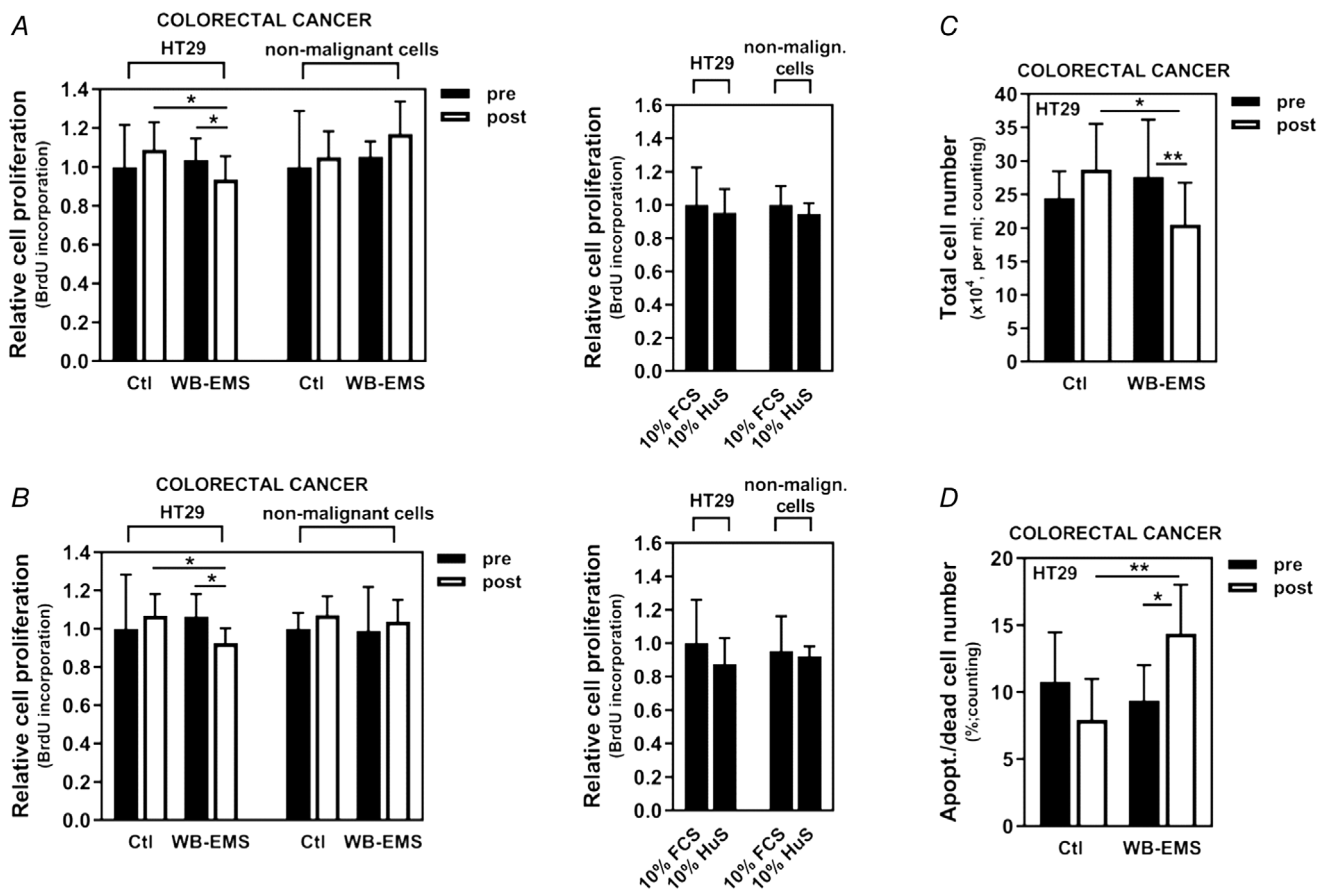 A
COLORECTAL CANCER
HT29
non-malignant cells
pre
post
Relative cell proliferation
(BrdU incorporation)
1.4
1.2
1.0
0.8
0.6
0.4
0.2
0.0
*
*
Ctl
WB-EMS
Ctl
WB-EMS
HT29
non-malign.
cells
Relative cell proliferation
(BrdU incorporation)
1.6
1.4
1.2
1.0
0.8
0.6
0.4
0.2
0.0
10% FCS
10% HuS
10% FCS
10% HuS
C
COLORECTAL CANCER
HT29
pre
post
Total cell number
(x10⁴, per ml; counting)
40
35
30
25
20
15
10
5
0
*
**
Ctl
WB-EMS
B
COLORECTAL CANCER
HT29
non-malignant cells
pre
post
Relative cell proliferation
(BrdU incorporation)
1.4
1.2
1.0
0.8
0.6
0.4
0.2
0.0
*
*
Ctl
WB-EMS
Ctl
WB-EMS
HT29
non-malign.
cells
Relative cell proliferation
(BrdU incorporation)
1.6
1.4
1.2
1.0
0.8
0.6
0.4
0.2
0.0
10% FCS
10% HuS
10% FCS
10% HuS
D
COLORECTAL CANCER
HT29
pre
post
Apopt./dead cell number
(%;counting)
20
15
10
5
0
**
*
Ctl
WB-EMS